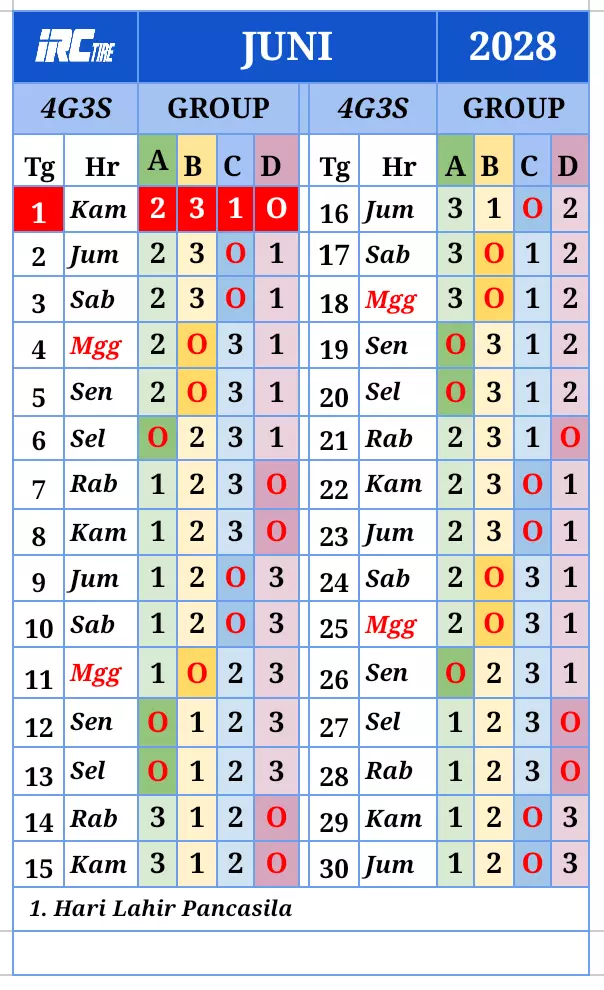 IRC TIRE JUNI 2028
4G3S GROUP 4G3S GROUP
Tg Hr A B C D Tg Hr A B C D
1 Kam 2 3 1 O 16 Jum 3 1 O 2
2 Jum 2 3 O 1 17 Sab 3 O 1 2
3 Sab 2 3 O 1 18 Mgg 3 O 1 2
4 Mgg 2 O 3 1 19 Sen O 3 1 2
5 Sen 2 O 3 1 20 Sel O 3 1 2
6 Sel O 2 3 1 21 Rab 2 3 1 O
7 Rab 1 2 3 O 22 Kam 2 3 O 1
8 Kam 1 2 3 O 23 Jum 2 3 O 1
9 Jum 1 2 O 3 24 Sab 2 O 3 1
10 Sab 1 2 O 3 25 Mgg 2 O 3 1
11 Mgg 1 O 2 3 26 Sen O 2 3 1
12 Sen O 1 2 3 27 Sel 1 2 3 O
13 Sel O 1 2 3 28 Rab 1 2 3 O
14 Rab 3 1 2 O 29 Kam 1 2 O 3
15 Kam 3 1 2 O 30 Jum 1 2 O 3
1. Hari Lahir Pancasila